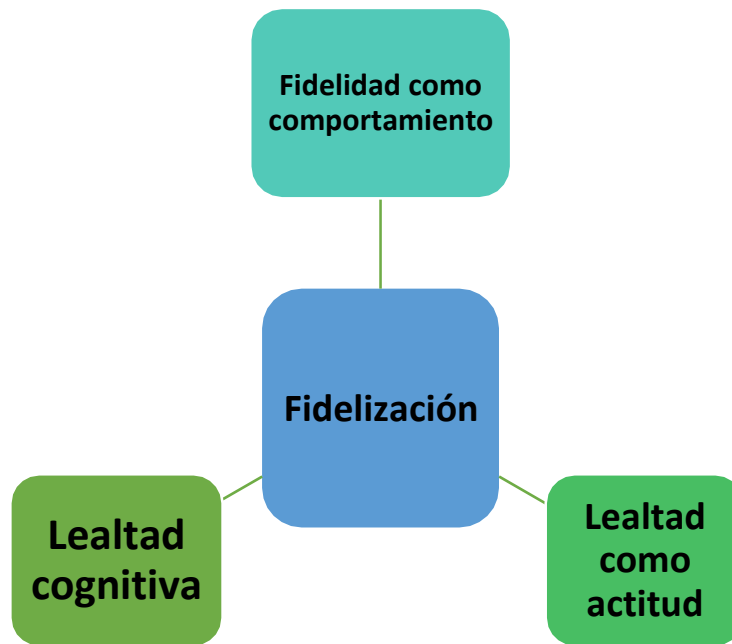 Fidelidad como
comportamiento
Fidelización
Lealtad
cognitiva
Lealtad
como
actitud